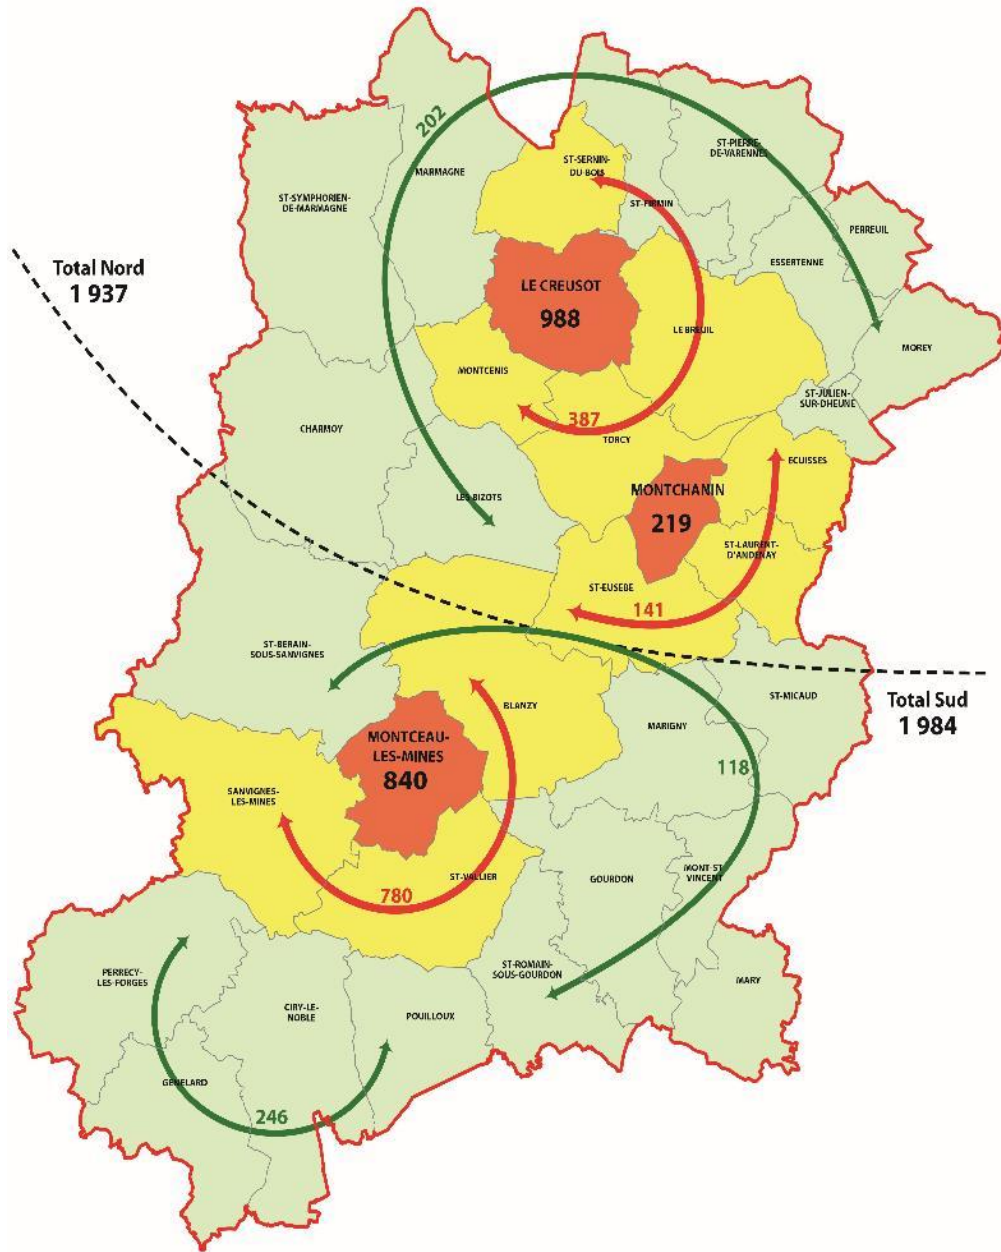 202
ST-PIERRE-
DE-VARENNES
ST-SERNIN-
DU-BOIS
MARMAGNE
ST-SYMPHORIEN-
DE-MARMAGNE
ST-FIRMIN
PERREUIL
ESSERTENNE
Total Nord
1 937
LE CREUSOT
988
LE BREUIL
MOREY
MONTCENIS
ST-JULIEN-
SUR-DHEUNE
CHARMOY
387
TORCY
ECUISSES
MONTCHANIN
219
LES BIZOTS
ST-LAURENT-
D'ANDENAY
ST-EUSEBE
141
ST-BERAIN-
SOUS-SANVIGNES
ST-MICAUD
Total Sud
1 984
BLANZY
MARIGNY
MONTCEAU-
LES-MINES
840
118
SANVIGNES-
LES-MINES
ST-VALLIER
780
GOURDON
MONT-ST
VINCENT
ST-ROMAIN-
SOUS-GOURDON
MARY
PERRECY-
LES-FORGES
CIRY-LE-
NOBLE
POUILLOUX
GENELARD
246